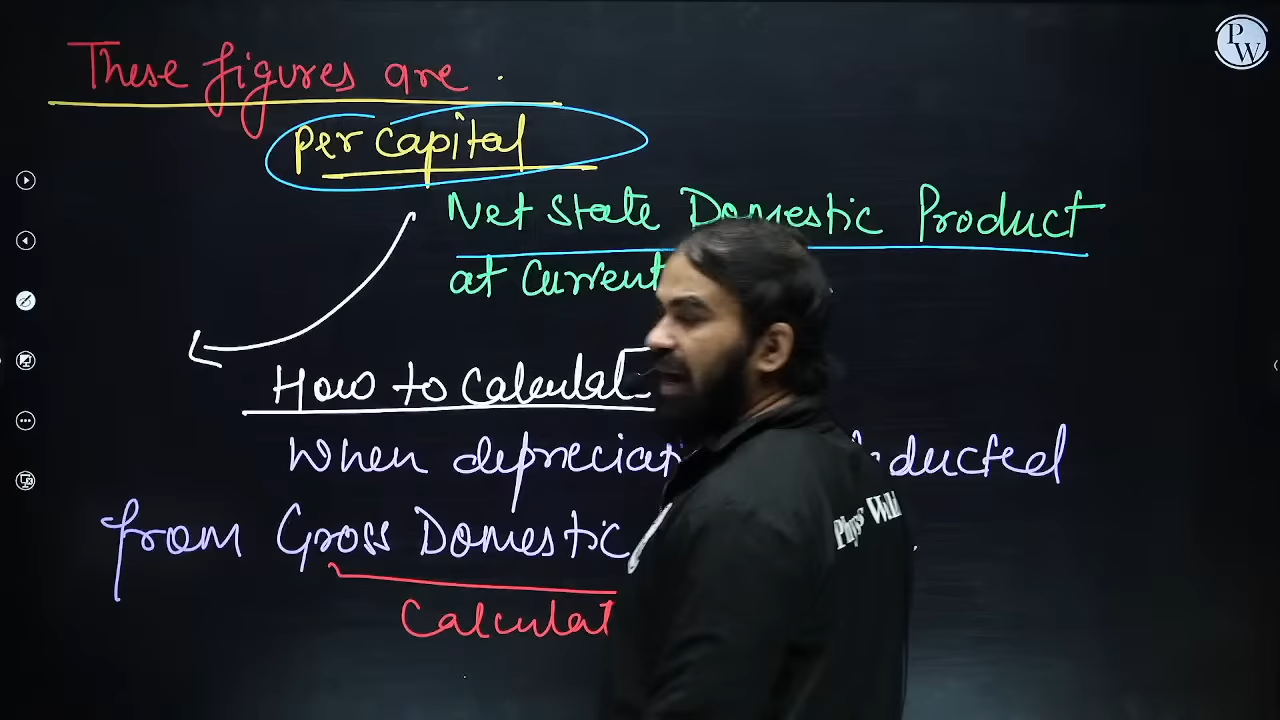 These figures are
per capital
Net State Domestic Product
at Current
How to Calculat
When depreciat ducted
from Gross Domestic
Calculat
PW